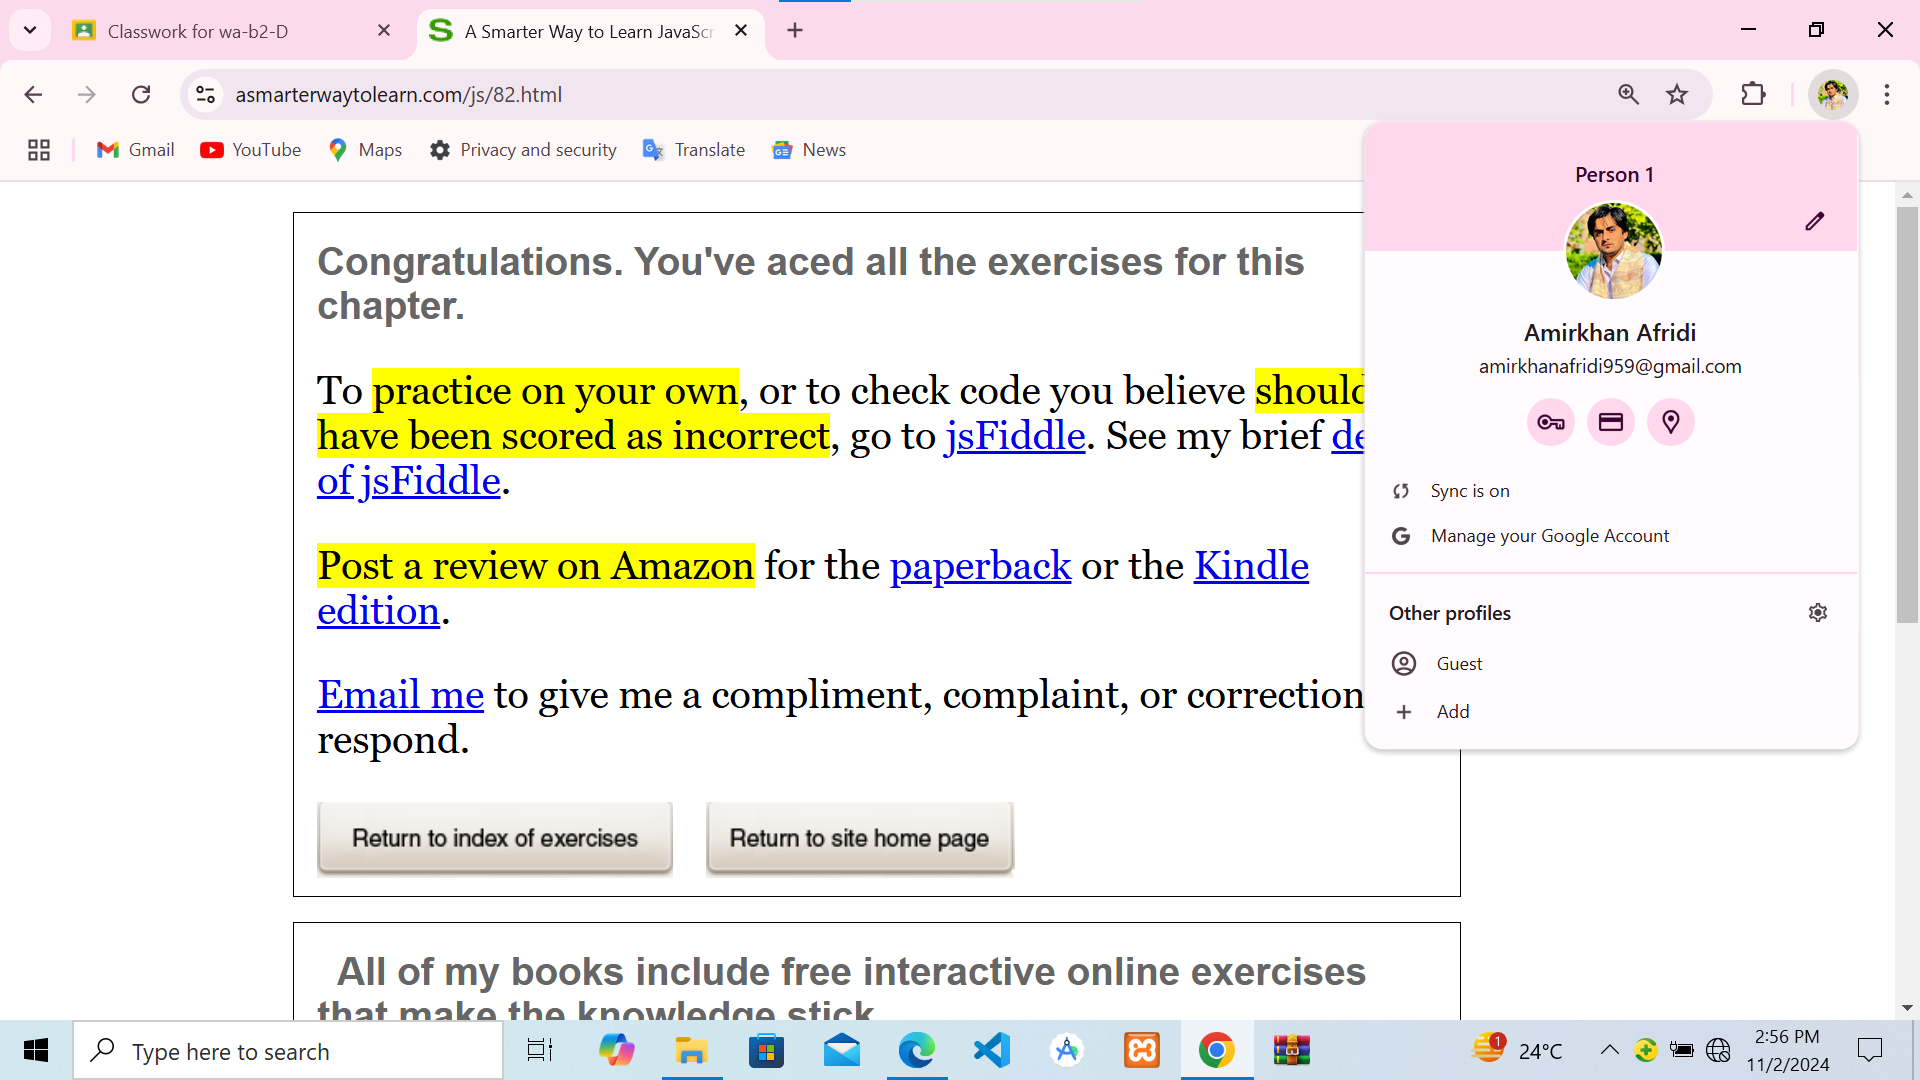 Classwork for wa-b2-D
A Smarter Way to Learn JavaScr
asmarterwaytolearn.com/js/82.html
Gmail YouTube Maps Privacy and security Translate News
Congratulations. You've aced all the exercises for this
chapter.
To practice on your own, or to check code you believe should
have been scored as incorrect, go to jsFiddle. See my brief de
of jsFiddle.
Post a review on Amazon for the paperback or the Kindle
edition.
Email me to give me a compliment, complaint, or correction
respond.
Return to index of exercises Return to site home page
All of my books include free interactive online exercises
that make the knowledge stick
Person 1
Amirkhan Afridi
amirkhanafridi959@gmail.com
Sync is on
Manage your Google Account
Other profiles
Guest
Add
Type here to search
1
24°C
2:56 PM
11/2/2024